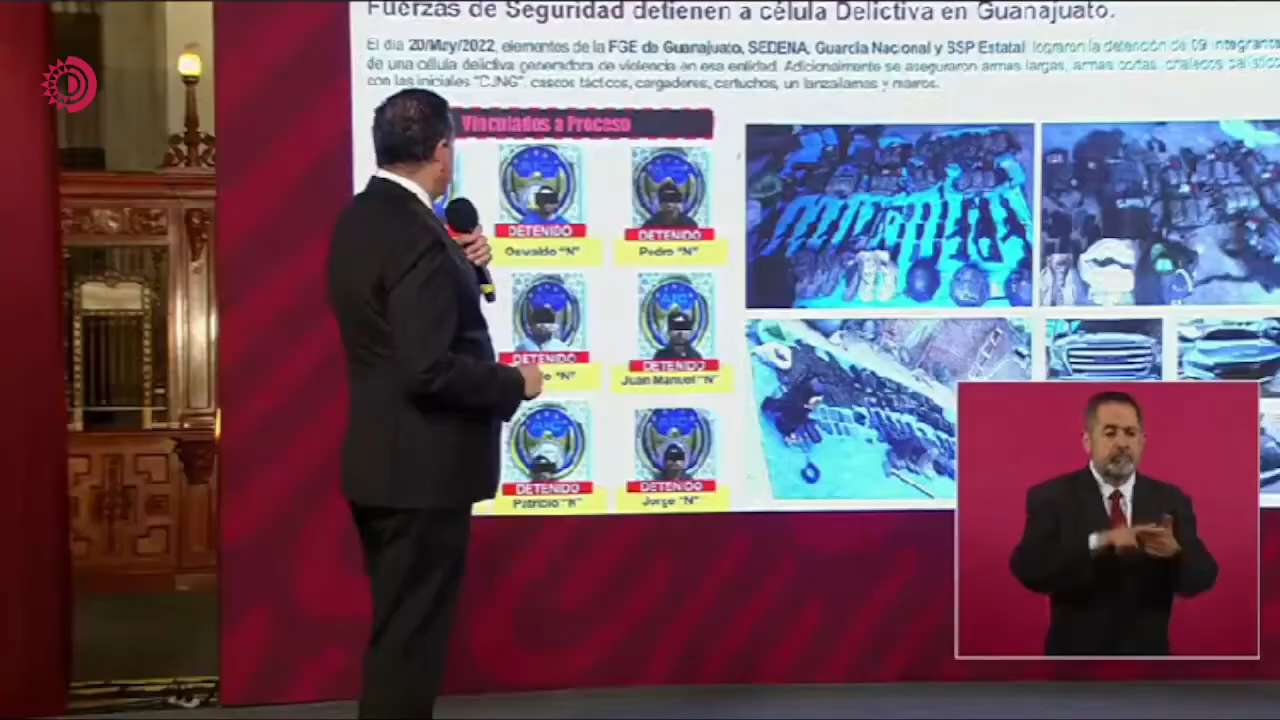 Fuerzas de Seguridad detienen a célula Delictiva en Guanajuato.
El día 20/May/2022, elementos de la FGE de Guanajuato, SEDENA, Guardia Nacional y SSP Estatal lograron la detención de 09 integrantes
de una célula delictiva generadora de violencia en esa entidad. Adicionalmente se aseguraron armas largas, armas cortas, chalecos
con las iniciales "CJNG", cascos tácticos, cargadores, cartuchos, un lanzallamas y
Vinculados a Proceso
DETENIDO
DETENIDO
Osvaldo "N"
Pedro "N"
DETENIDO
DETENIDO
"N"
Juan Manuel "N"
DETENIDO
DETENIDO
Patricio "N"
Jorge "N"